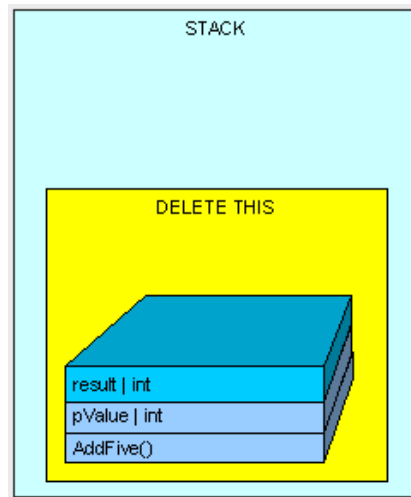 STACK
DELETE THIS
result | int
pValue | int
AddFive()